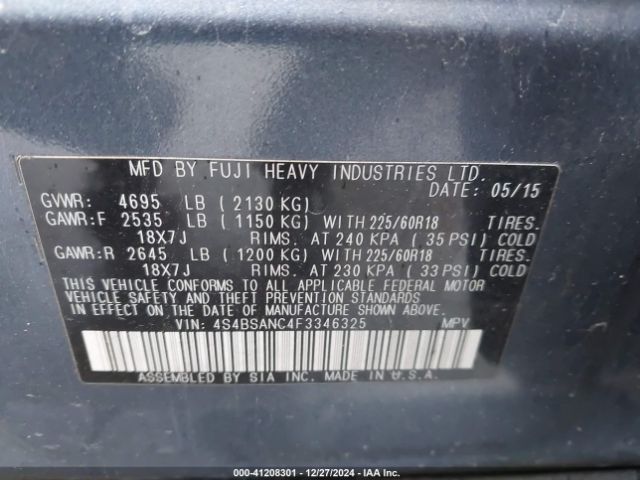 MFD BY FUJI HEAVY INDUSTRIES LTD.
DATE: 05/15
GVWR: 4695 LB (2130 KG)
GAWR:F 2535 LB (1150 KG) WITH 225/60R18 TIRES.
18X7J RIMS. AT 240 KPA (35 PSI) COLD
GAWR:R 2645 LB (1200 KG) WITH 225/60R18 TIRES.
18X7J RIMS. AT 230 KPA (33 PSI) COLD
THIS VEHICLE CONFORMS TO ALL APPLICABLE FEDERAL MOTOR
VEHICLE SAFETY AND THEFT PREVENTION STANDARDS
IN EFFECT ON THE DATE OF MANUFACTURE SHOWN ABOVE.
VIN: 4S4BSANC4F3346325 MPV
ASSEMBLED BY SIA INC. MADE IN U.S.A.
000-41208301 - 12/27/2024 - IAA Inc.